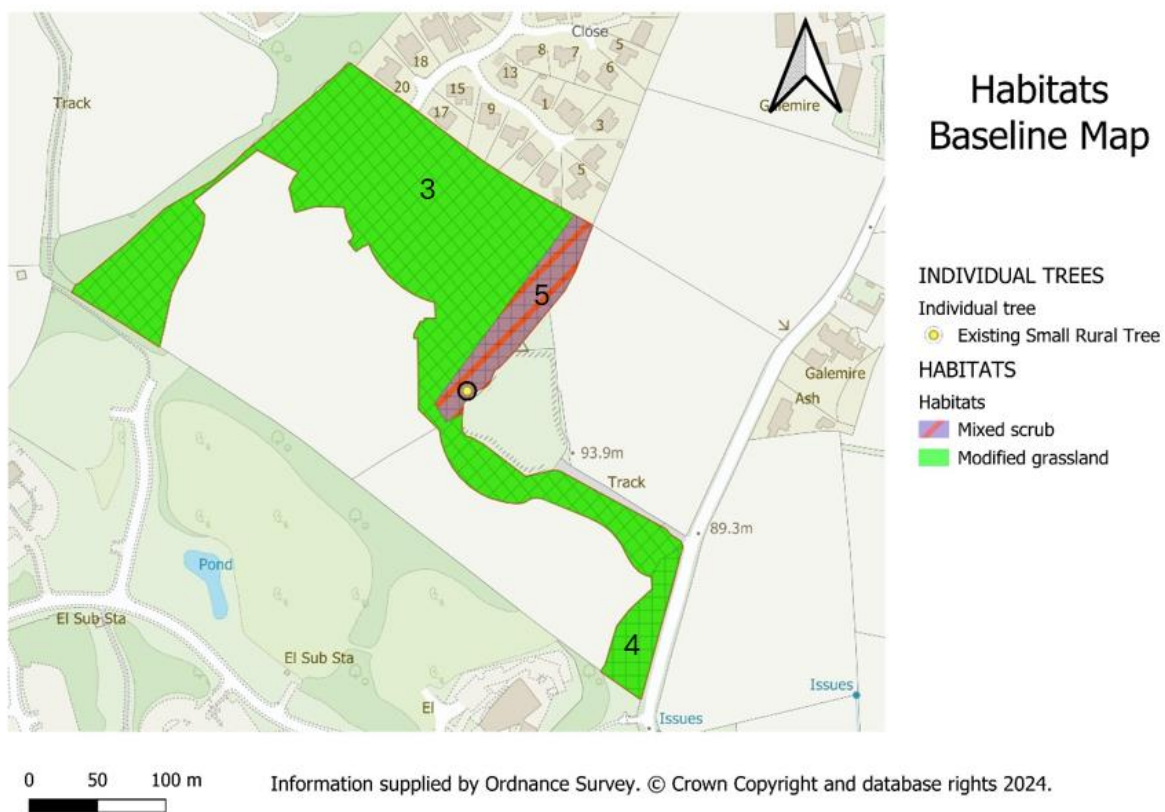 Close
5
8
7
6
18
20
13
15
17
9
1
3
5
Galemire
Track
3
5
Galemire
Ash
93.9m
Track
89.3m
Pond
El Sub Sta
El Sub Sta
El
4
Issues
Issues
Habitats
Baseline Map
INDIVIDUAL TREES
Individual tree
Existing Small Rural Tree
HABITATS
Habitats
Mixed scrub
Modified grassland
0 50 100 m
Information supplied by Ordnance Survey. © Crown Copyright and database rights 2024.